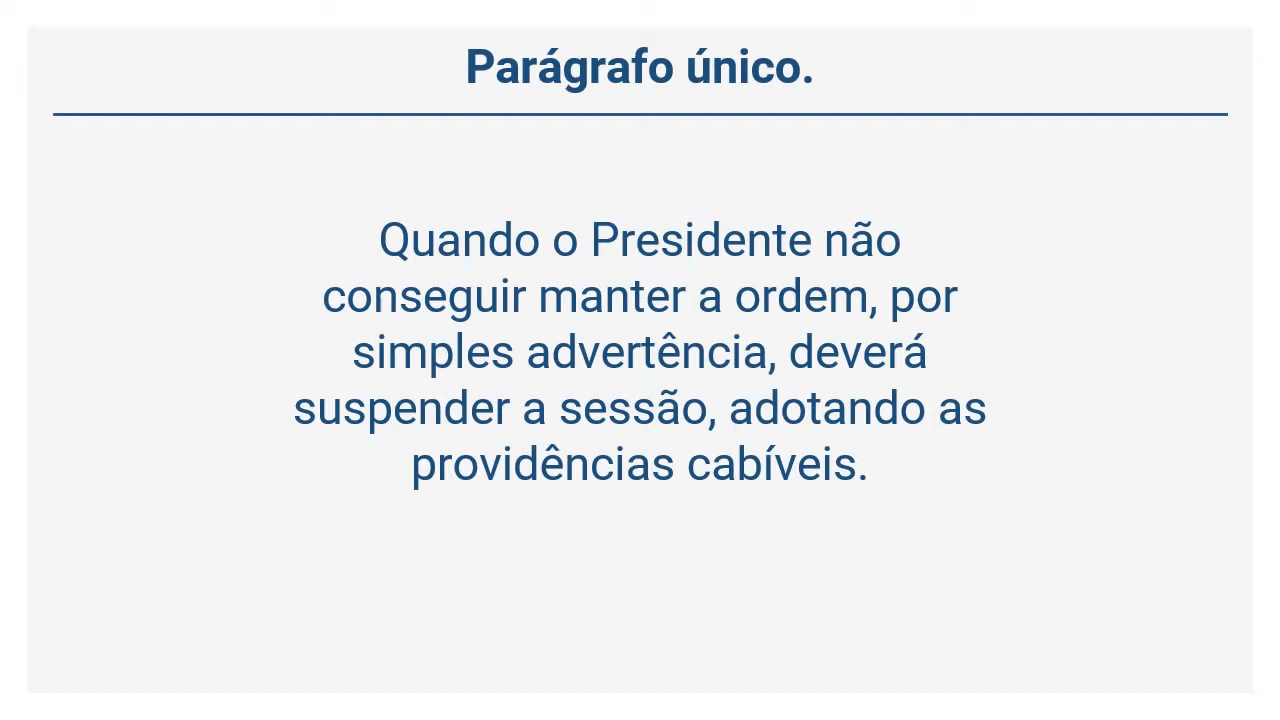 Parágrafo único.
Quando o Presidente não
conseguir manter a ordem, por
simples advertência, deverá
suspender a sessão, adotando as
providências cabíveis.